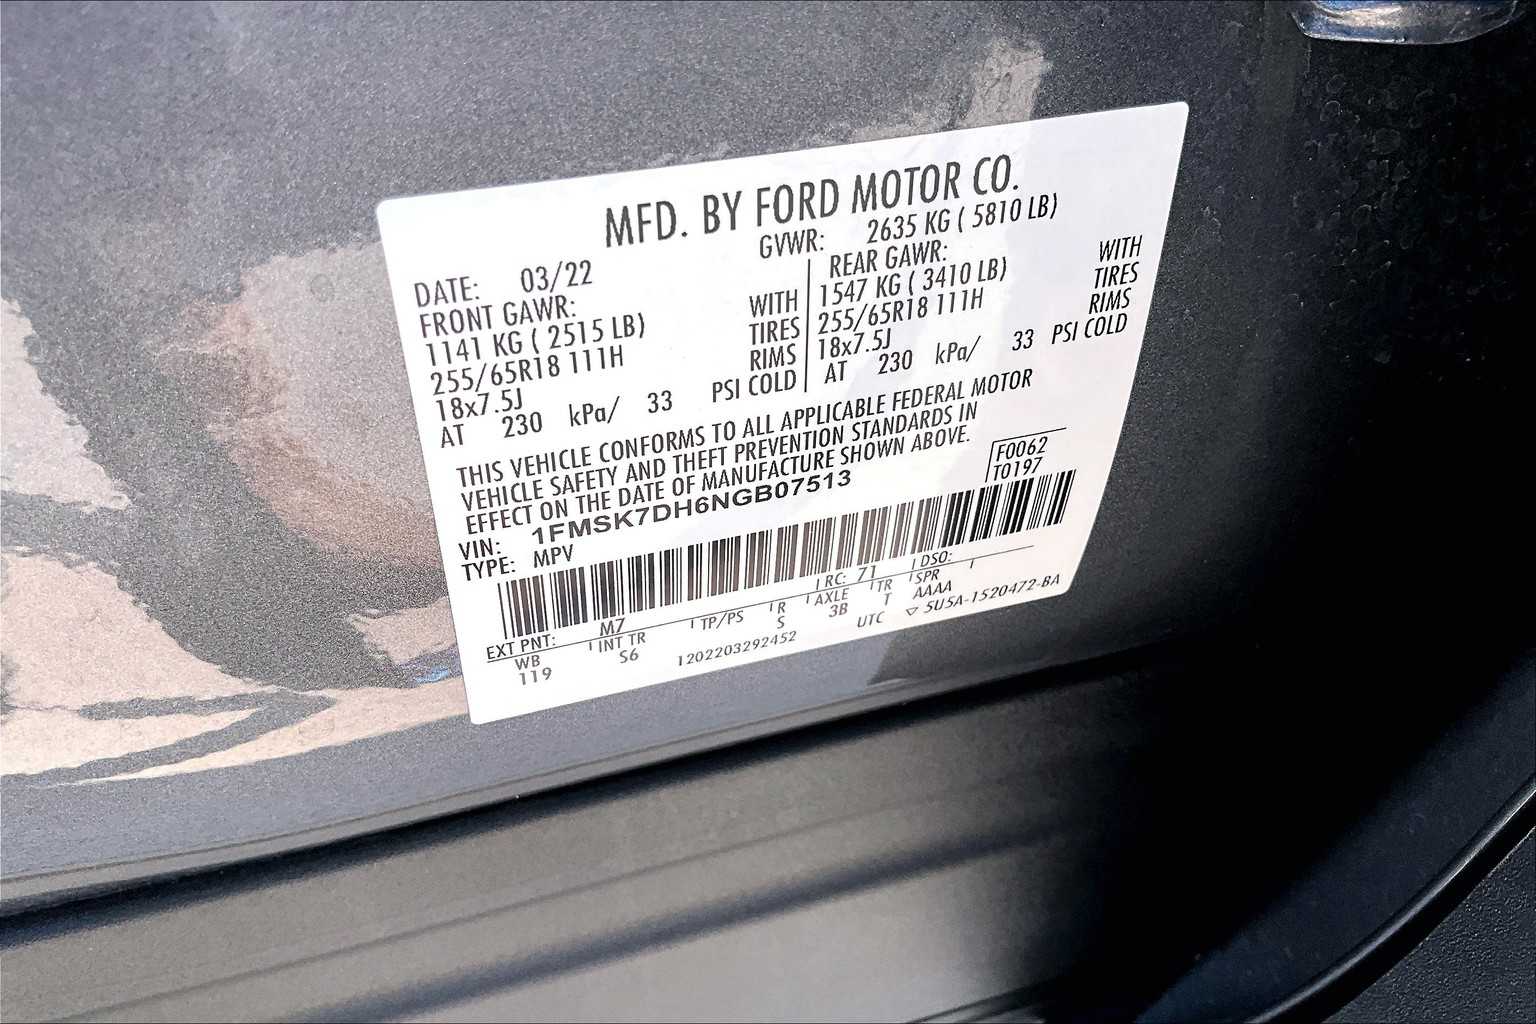 MFD. BY FORD MOTOR CO.
DATE: 03/22
GVWR: 2635 KG ( 5810 LB)
FRONT GAWR:
1141 KG ( 2515 LB) WITH
255/65R18 111H TIRES
18x7.5J RIMS
AT 230 kPa/ 33 PSI COLD
REAR GAWR:
1547 KG ( 3410 LB) WITH
255/65R18 111H TIRES
18x7.5J RIMS
AT 230 kPa/ 33 PSI COLD
THIS VEHICLE CONFORMS TO ALL APPLICABLE FEDERAL MOTOR
VEHICLE SAFETY AND THEFT PREVENTION STANDARDS IN
EFFECT ON THE DATE OF MANUFACTURE SHOWN ABOVE.
F0062
T0197
VIN: 1FMSK7DH6NGB07513
TYPE: MPV
EXT PNT: M7 RC: 71 DSO:
WB INT TR TP/PS R AXLE TR SPR
119 S6 S 3B T AAAA
1202203292452 UTC ▽ 5U5A-1520472-BA